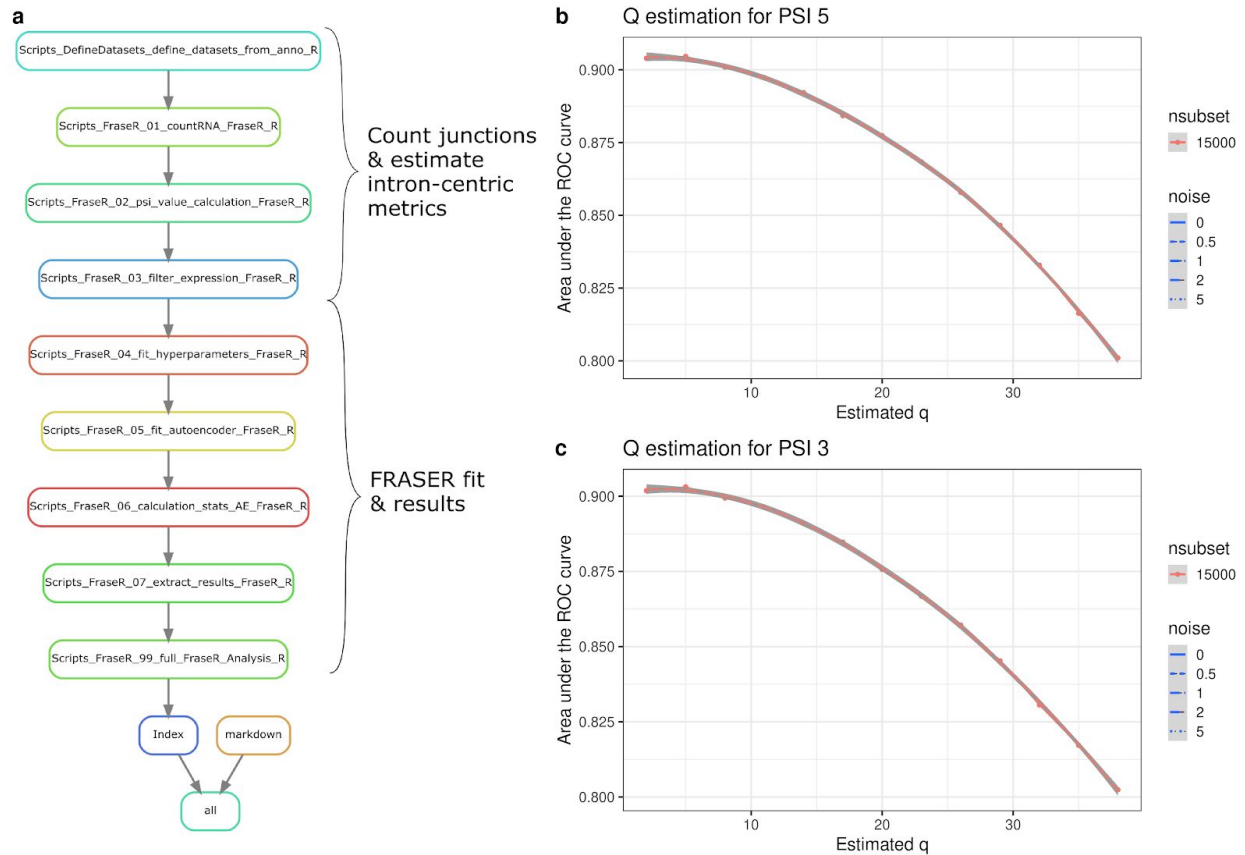 a
Scripts_DefineDatasets_define_datasets_from_anno_R
Scripts_FraseR_01_countRNA_FraseR_R
Scripts_FraseR_02_psi_value_calculation_FraseR_R
Scripts_FraseR_03_filter_expression_FraseR_R
Scripts_FraseR_04_fit_hyperparameters_FraseR_R
Scripts_FraseR_05_fit_autoencoder_FraseR_R
Scripts_FraseR_06_calculation_stats_AE_FraseR_R
Scripts_FraseR_07_extract_results_FraseR_R
Scripts_FraseR_99_full_FraseR_Analysis_R
Index
markdown
all
Count junctions
& estimate
intron-centric
metrics
FRASER fit
& results
b
Q estimation for PSI 5
Area under the ROC curve
0.900
0.875
0.850
0.825
0.800
10
20
30
Estimated q
nsubset
15000
noise
0
0.5
1
2
5
c
Q estimation for PSI 3
Area under the ROC curve
0.900
0.875
0.850
0.825
0.800
10
20
30
Estimated q
nsubset
15000
noise
0
0.5
1
2
5